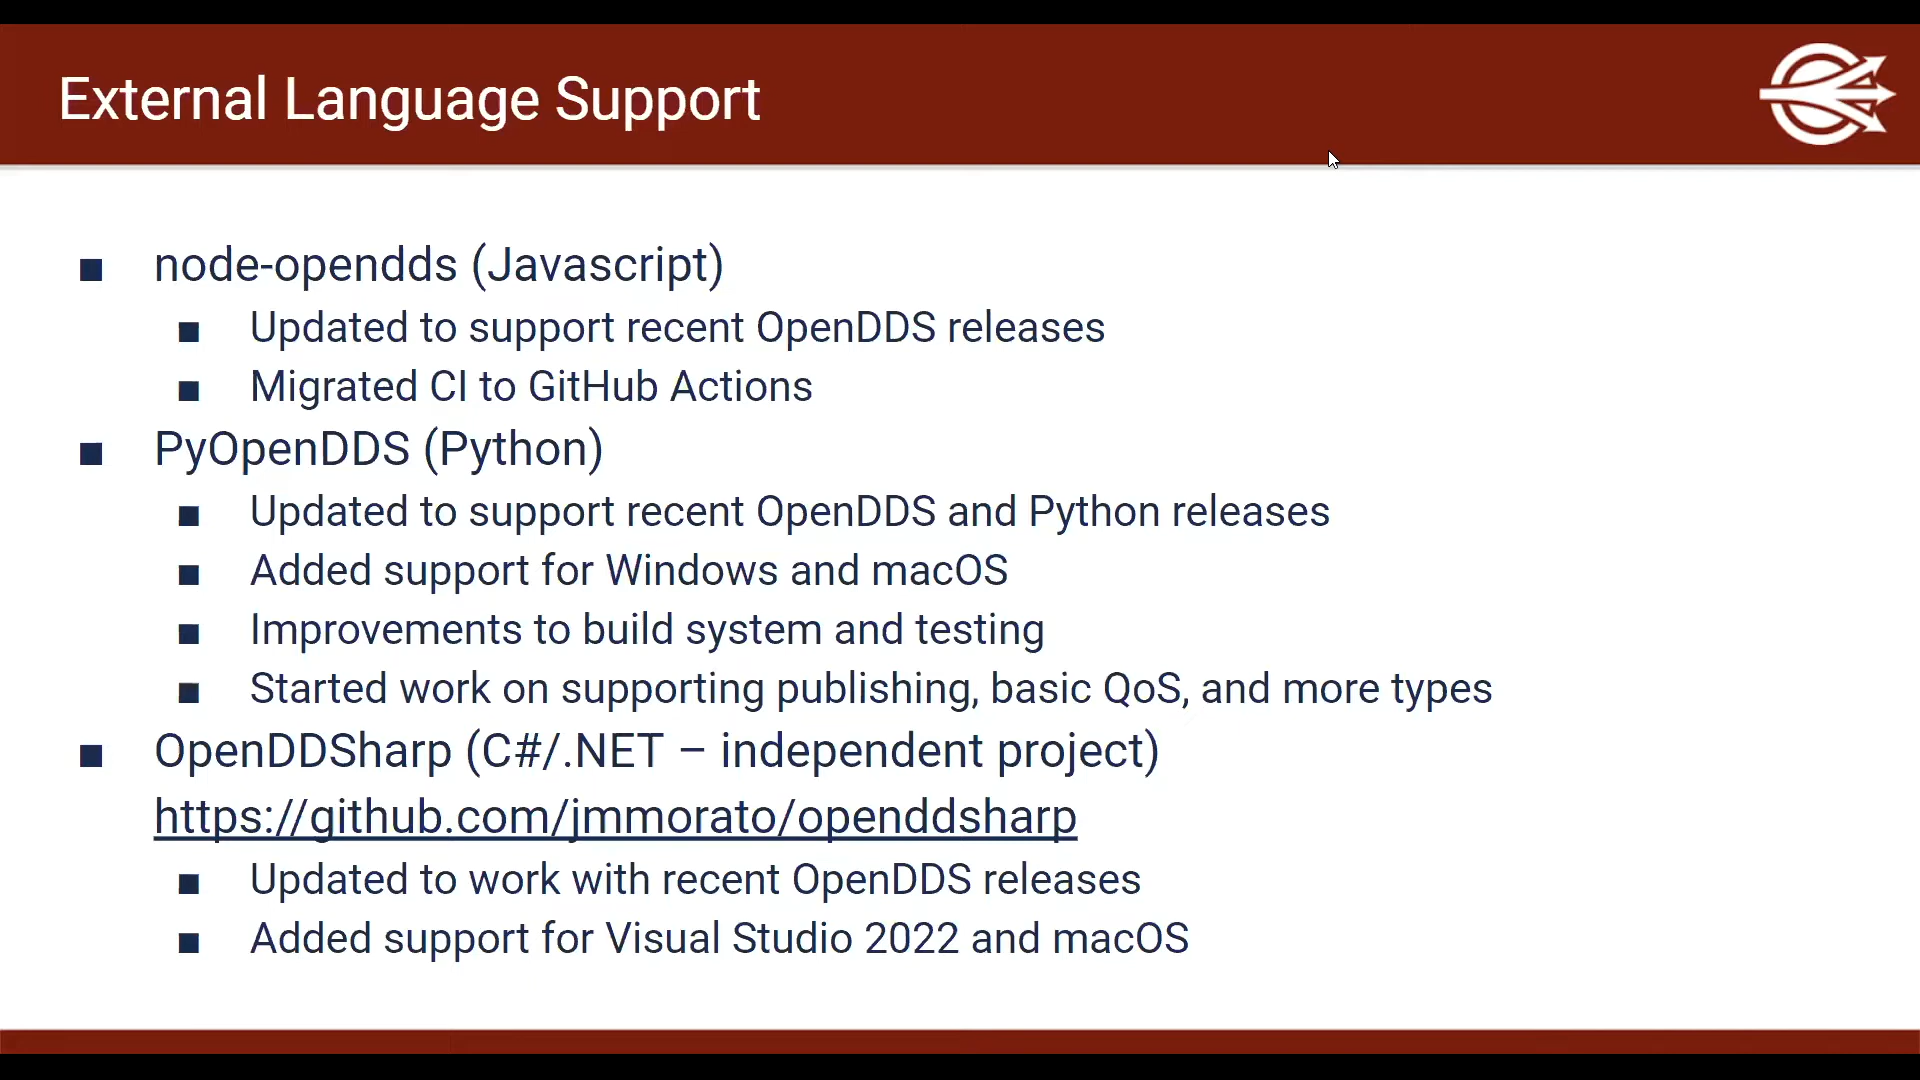 External Language Support
■ node-opendds (Javascript)
■ Updated to support recent OpenDDS releases
■ Migrated CI to GitHub Actions
■ PyOpenDDS (Python)
■ Updated to support recent OpenDDS and Python releases
■ Added support for Windows and macOS
■ Improvements to build system and testing
■ Started work on supporting publishing, basic QoS, and more types
■ OpenDDSharp (C#/.NET – independent project)
https://github.com/jmmorato/openddsharp
■ Updated to work with recent OpenDDS releases
■ Added support for Visual Studio 2022 and macOS